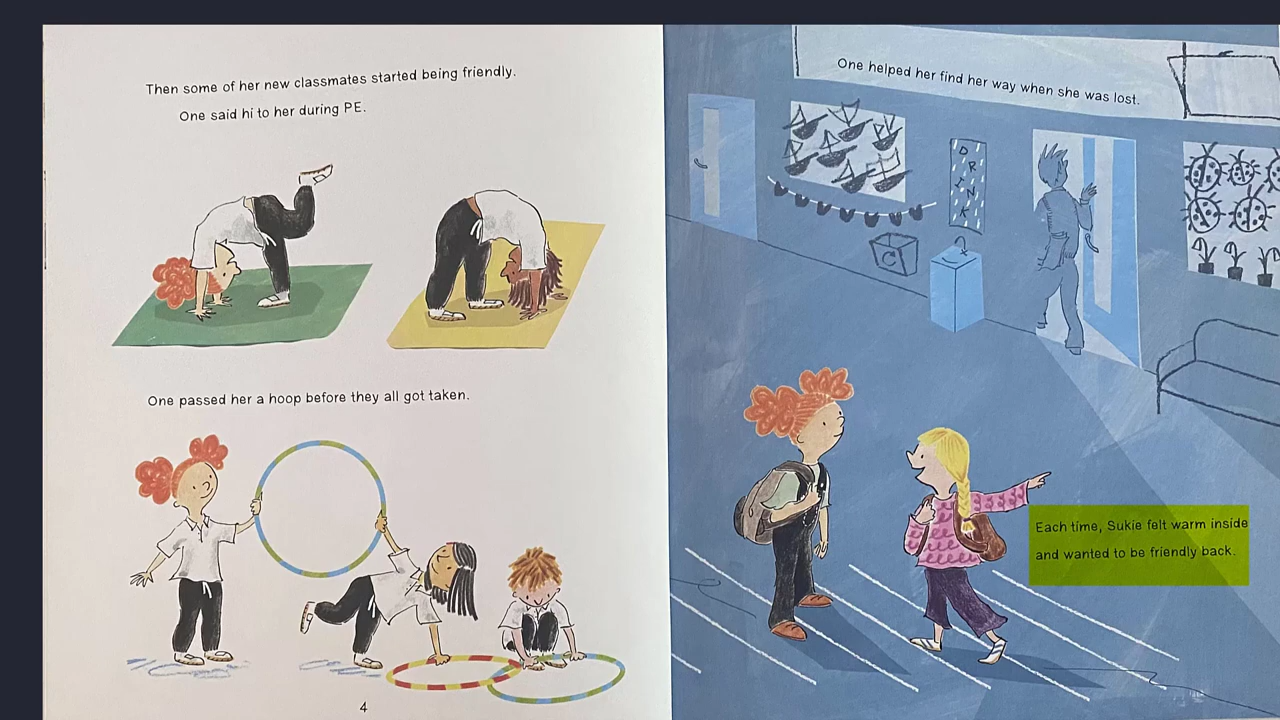 Then some of her new classmates started being friendly.
One said hi to her during PE.
One passed her a hoop before they all got taken.
4
One helped her find her way when she was lost.
DRINK
Each time, Sukie felt warm inside
and wanted to be friendly back.